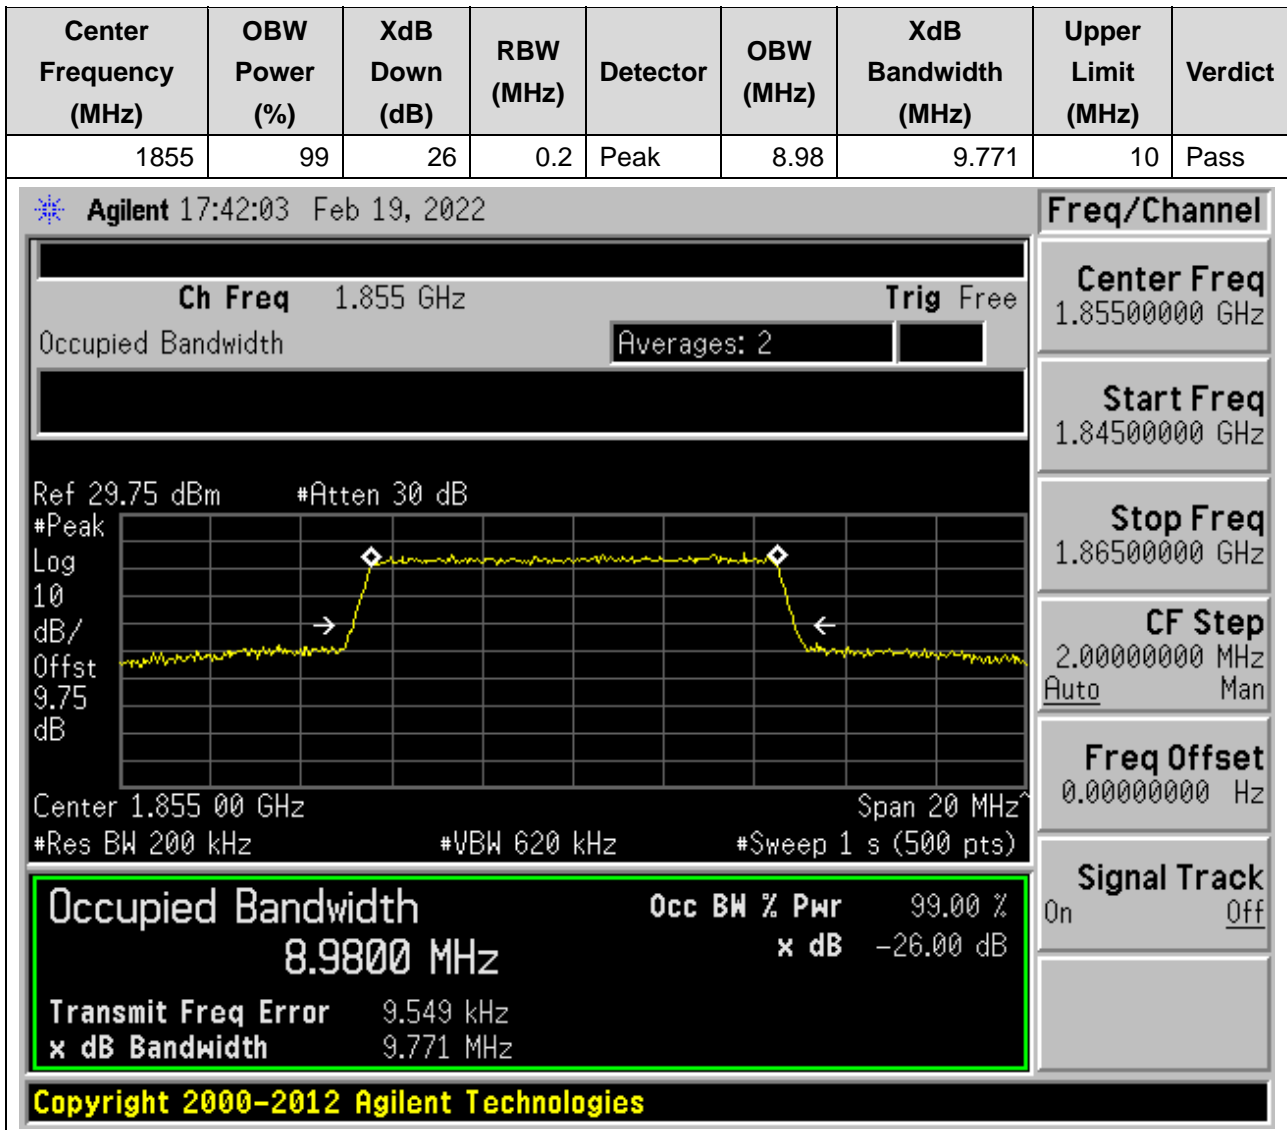 Center Frequency (MHz) OBW Power (%) XdB Down (dB) RBW (MHz) Detector OBW (MHz) XdB Bandwidth (MHz) Upper Limit (MHz) Verdict
1855 99 26 0.2 Peak 8.98 9.771 10 Pass
Agilent 17:42:03 Feb 19, 2022
Ch Freq 1.855 GHz Trig Free
Occupied Bandwidth Averages: 2
Ref 29.75 dBm #Atten 30 dB
#Peak
Log
10
dB/
Offst
9.75
dB
Center 1.855 00 GHz Span 20 MHz^
#Res BW 200 kHz #VBW 620 kHz #Sweep 1 s (500 pts)
Occupied Bandwidth Occ BW % Pwr 99.00 %
8.9800 MHz x dB -26.00 dB
Transmit Freq Error 9.549 kHz
x dB Bandwidth 9.771 MHz
Copyright 2000-2012 Agilent Technologies
Freq/Channel
Center Freq
1.85500000 GHz
Start Freq
1.84500000 GHz
Stop Freq
1.86500000 GHz
CF Step
2.00000000 MHz
Auto Man
Freq Offset
0.00000000 Hz
Signal Track
On Off